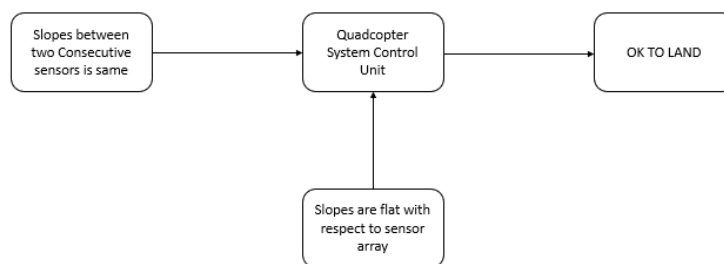 Slopes between
two Consecutive
sensors is same
Quadcopter
System Control
Unit
OK TO LAND
Slopes are flat with
respect to sensor
array